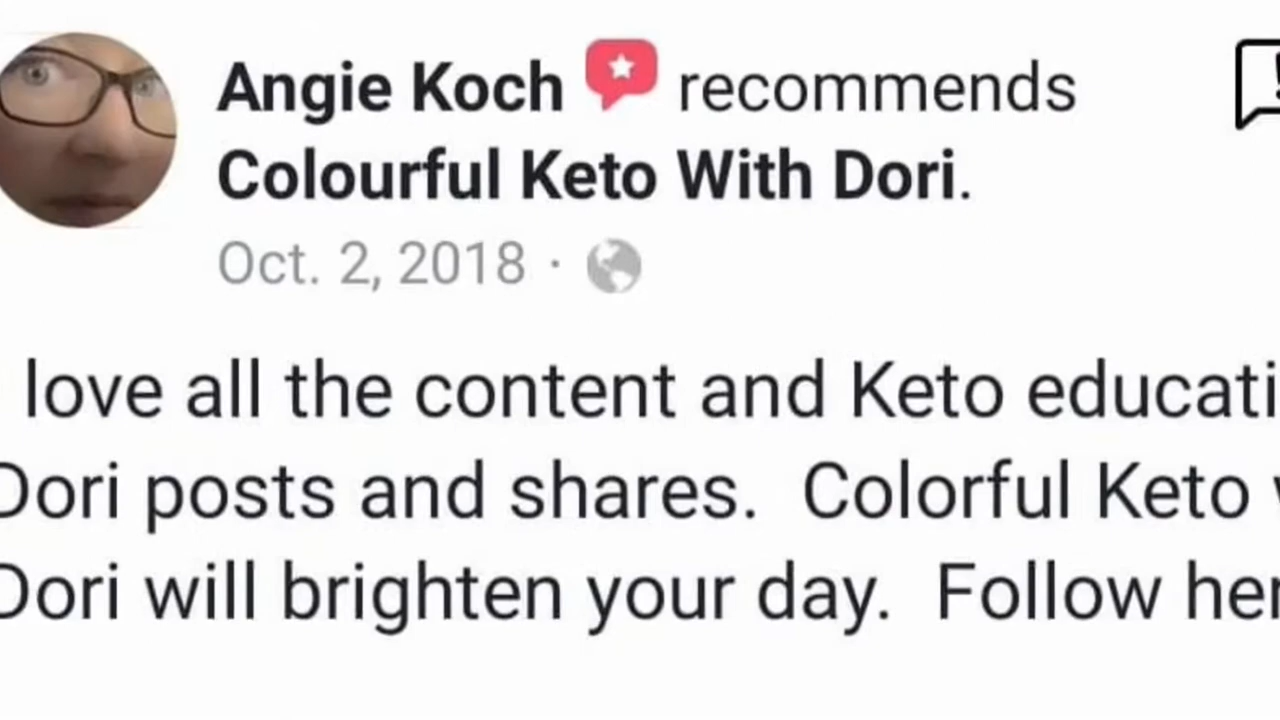 Angie Koch recommends
Colourful Keto With Dori.
Oct. 2, 2018 ·
love all the content and Keto educati
Dori posts and shares. Colorful Keto
Dori will brighten your day. Follow her